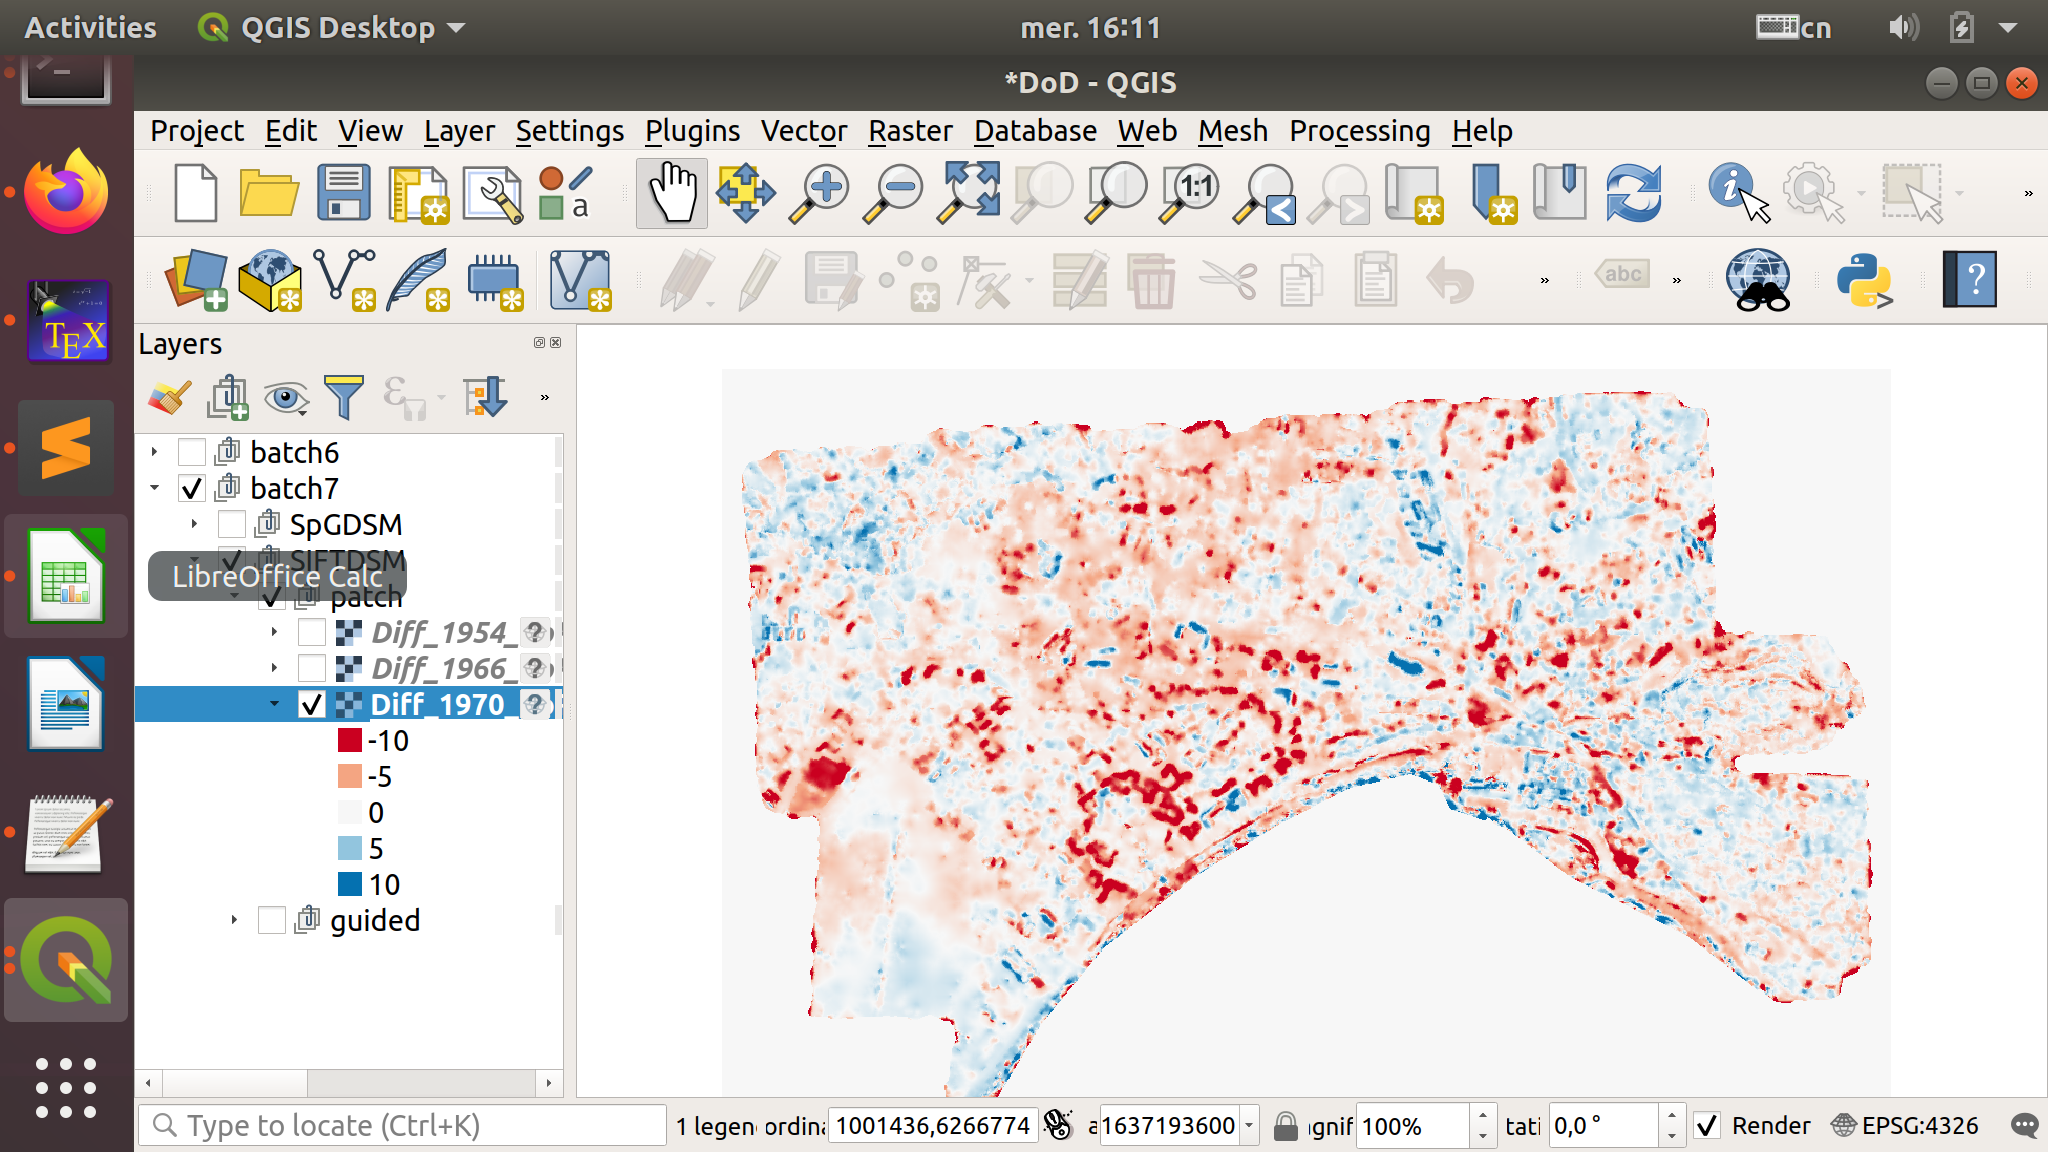 Activities QGIS Desktop mer. 16:11 cn
*DoD - QGIS
Project Edit View Layer Settings Plugins Vector Raster Database Web Mesh Processing Help
1:1 a »
» abc » ?
Layers
ε »
batch6
batch7
SpGDSM
SIFTDSM
LibreOffice Calc
patch
Diff_1954_
Diff_1966_
Diff_1970_
-10
-5
0
5
10
guided
TEX
Type to locate (Ctrl+K) 1 legen ordina 1001436,6266774 a 1637193600 gnif 100% tati 0,0 ° Render EPSG:4326